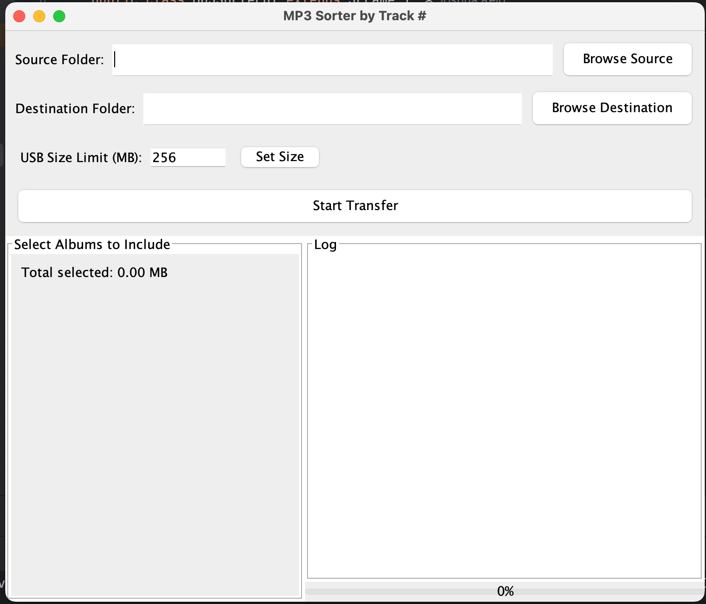 MP3 Sorter by Track #
Source Folder:
Browse Source
Destination Folder:
Browse Destination
USB Size Limit (MB): 256
Set Size
Start Transfer
Select Albums to Include
Total selected: 0.00 MB
Log
0%